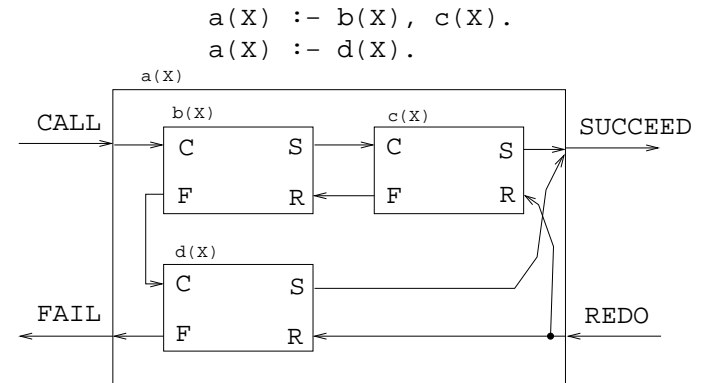 a(X) :- b(X), c(X).
a(X) :- d(X).
a(X)
b(X)
c(X)
CALL
SUCCEED
C S
C S
F R
F R
d(X)
C S
F R
FAIL
REDO